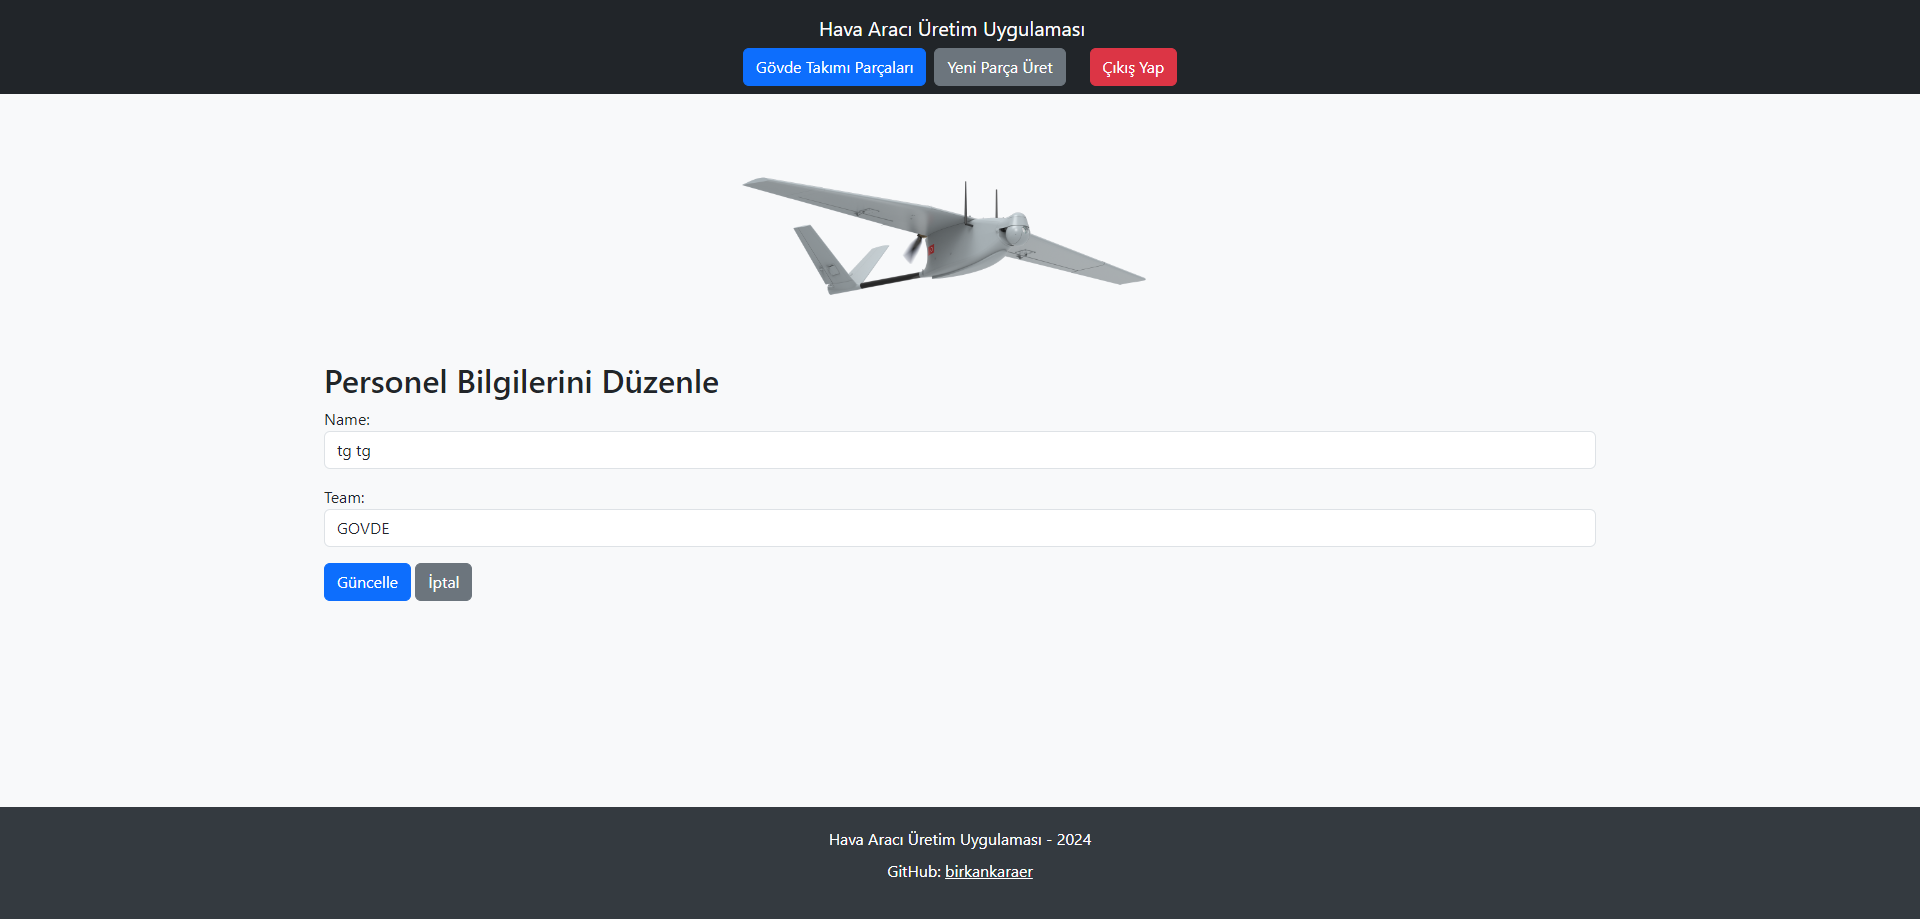 Hava Aracı Üretim Uygulaması
Gövde Takımı Parçaları Yeni Parça Üret Çıkış Yap
Personel Bilgilerini Düzenle
Name:
tg tg
Team:
GOVDE
Güncelle İptal
Hava Aracı Üretim Uygulaması - 2024
GitHub: birkankaraer